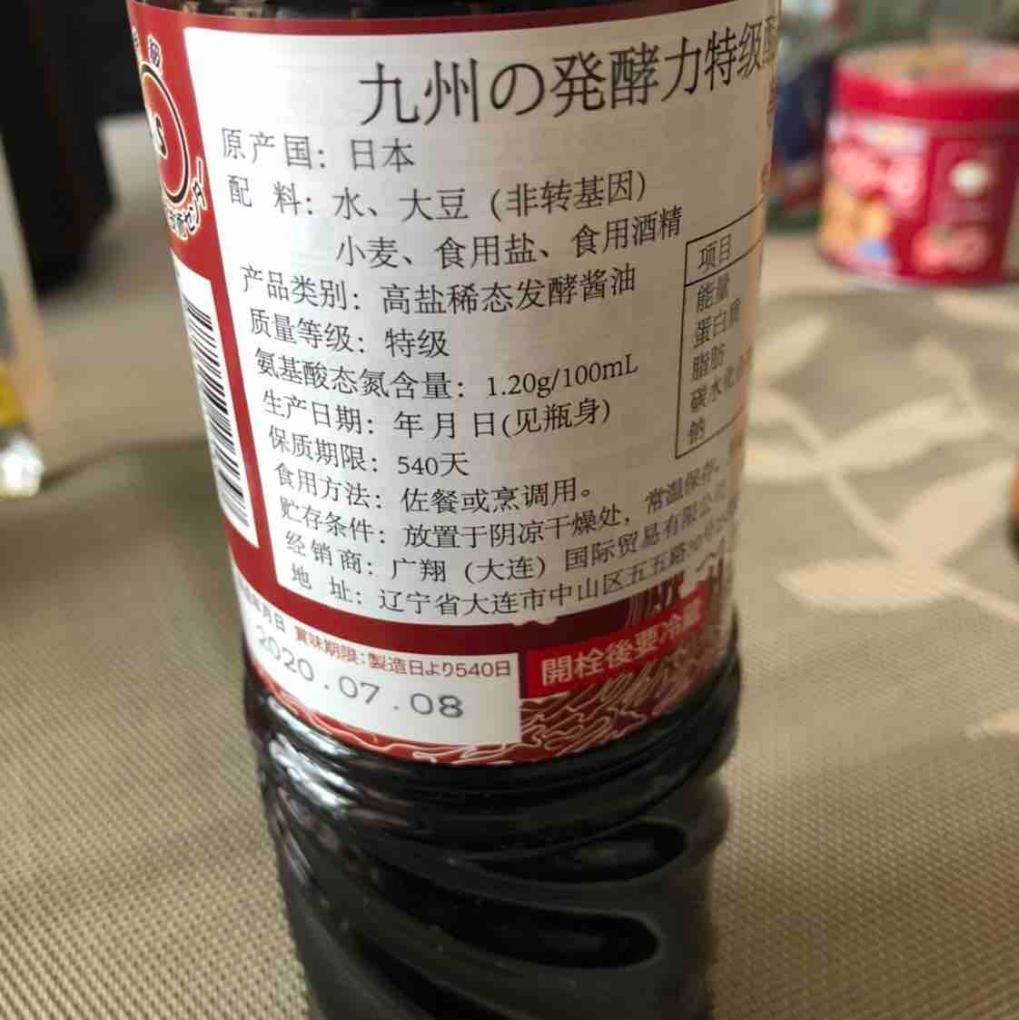 九州の発酵力特级
原产国：日本
配 料：水、大豆（非转基因）
小麦、食用盐、食用酒精
产品类别：高盐稀态发酵酱油
质量等级：特级
氨基酸态氮含量：1.20g/100mL
生产日期：年 月 日(见瓶身)
保质期限：540天
食用方法：佐餐或烹调用。
贮存条件：放置于阴凉干燥处，常温保存。
经销商：广翔（大连）国际贸易有限公司
地 址：辽宁省大连市中山区五五路
项目
能量
蛋白质
脂肪
碳水化
钠
賞味期限：製造日より540日
2020.07.08
開栓後要冷蔵